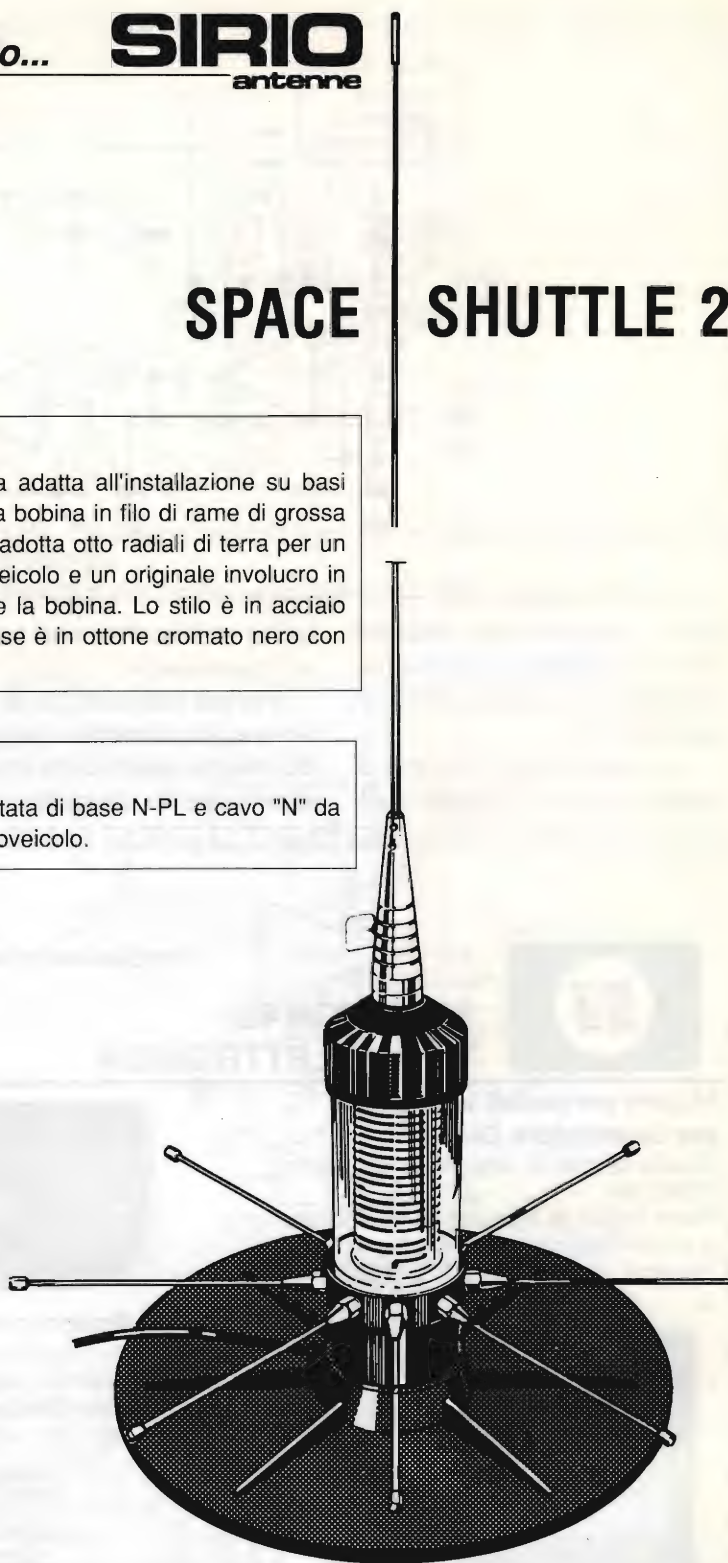 o...
SIRIO
antenne
SPACE SHUTTLE 2
a adatta all'installazione su basi
a bobina in filo di rame di grossa
adotta otto radiali di terra per un
eicolo e un originale involucro in
e la bobina. Lo stilo è in acciaio
se è in ottone cromato nero con
tata di base N-PL e cavo "N" da
oveicolo.